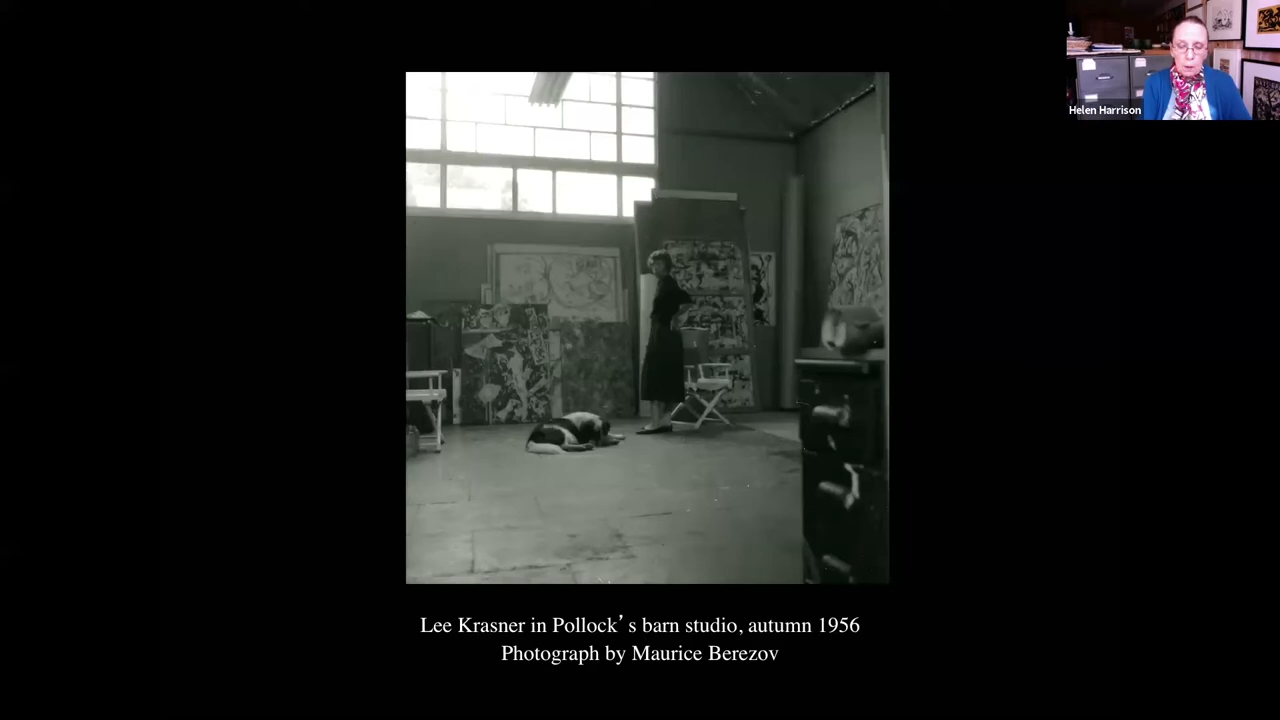 Helen Harrison
Lee Krasner in Pollock’s barn studio, autumn 1956
Photograph by Maurice Berezov